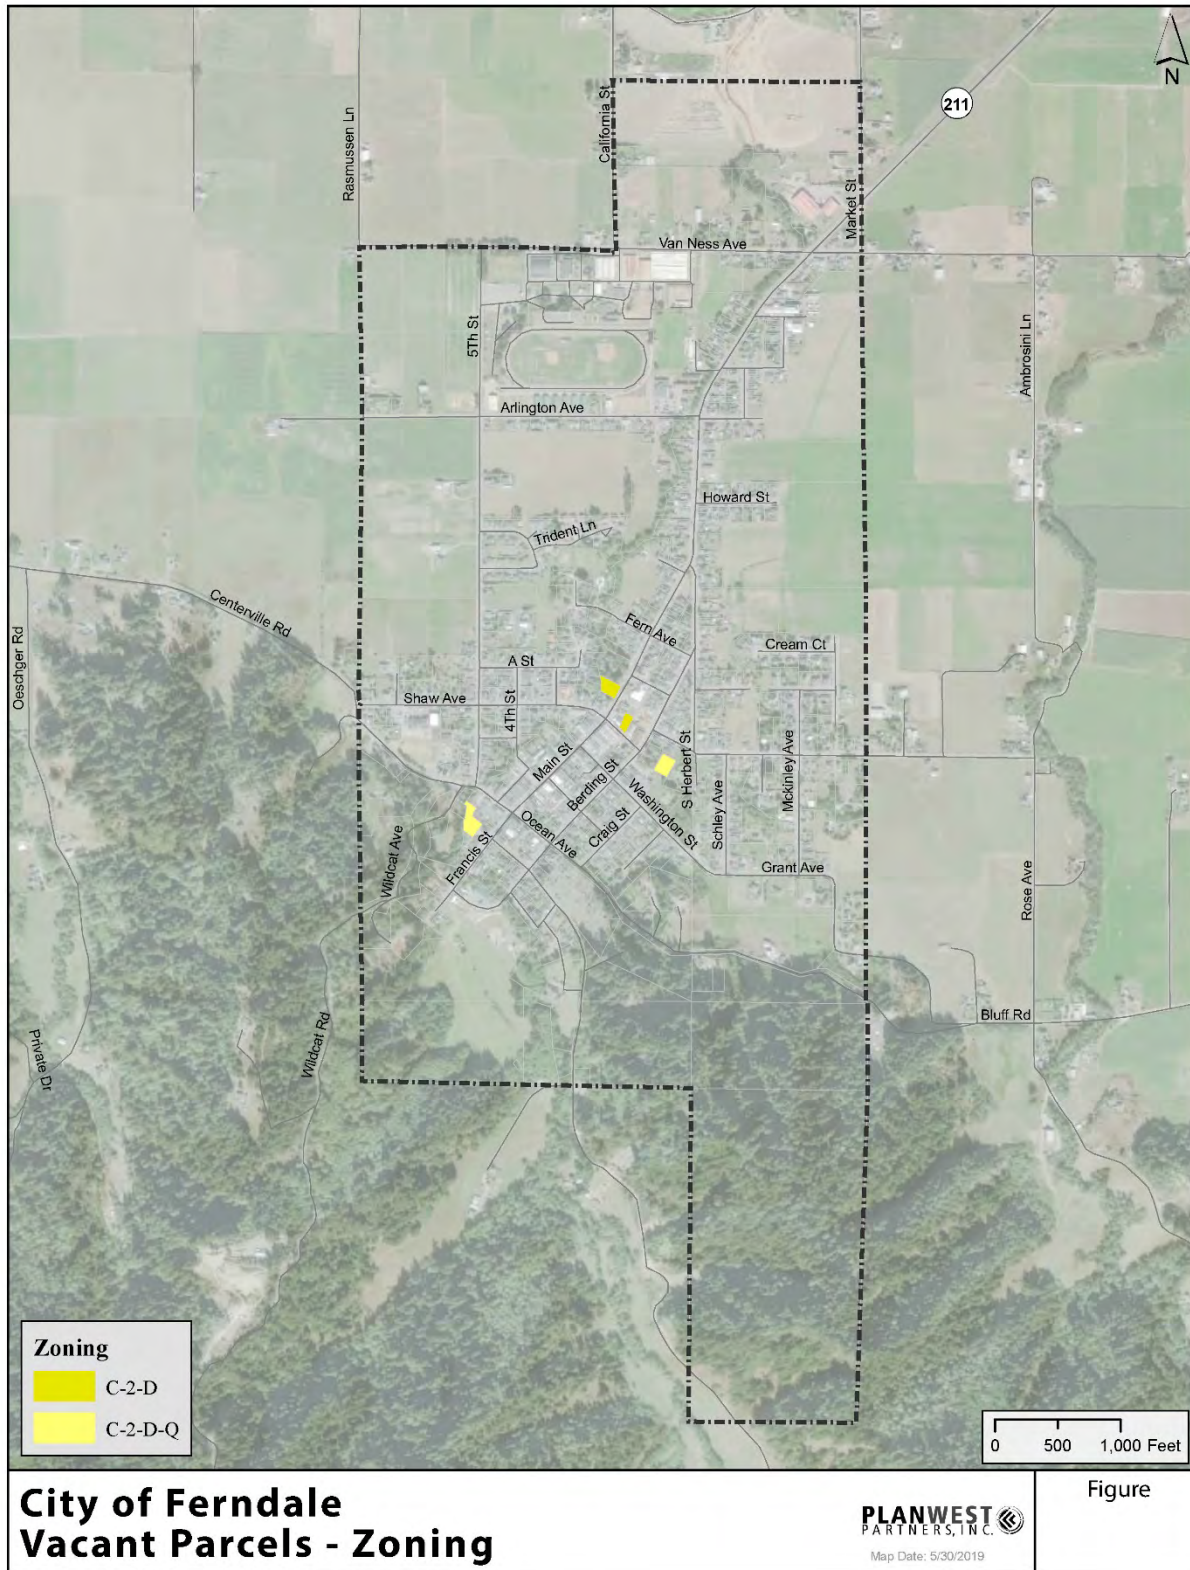 N
211
California St
Rasmussen Ln
Market St
Van Ness Ave
5Th St
Ambrosini Ln
Arlington Ave
Howard St
Trident Ln
Centerville Rd
Oeschger Rd
Fern Ave
Cream Ct
A St
Shaw Ave
4Th St
Main St
Berding St
S Herbert St
Mckinley Ave
Schley Ave
Washington St
Ocean Ave
Craig St
Francis St
Wildcat Ave
Grant Ave
Rose Ave
Bluff Rd
Wildcat Rd
Private Dr
Zoning
C-2-D
C-2-D-Q
0 500 1,000 Feet
City of Ferndale
Vacant Parcels - Zoning
PLANWEST
PARTNERS, INC.
Map Date: 5/30/2019
Figure